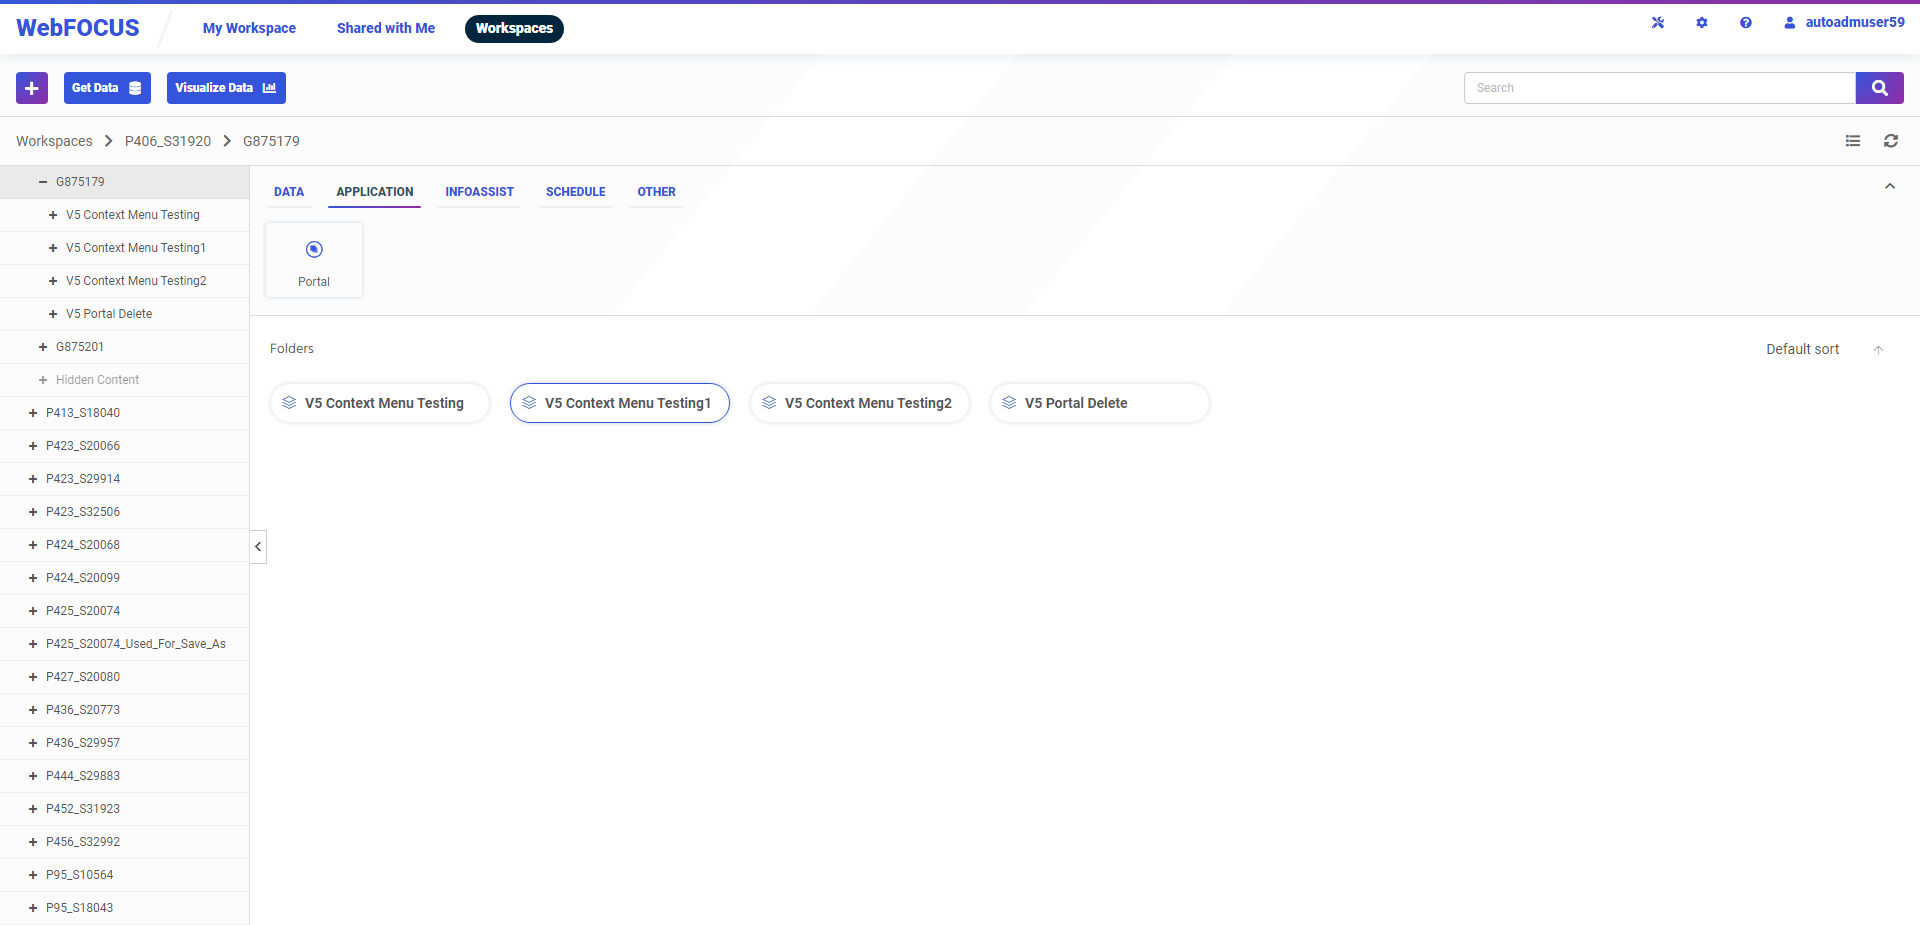 WebFOCUS
My Workspace
Shared with Me
Workspaces
autoadmuser59
Get Data
Visualize Data
Search
Workspaces
P406_S31920
G875179
G875179
V5 Context Menu Testing
V5 Context Menu Testing1
V5 Context Menu Testing2
V5 Portal Delete
G875201
Hidden Content
P413_S18040
P423_S20066
P423_S29914
P423_S32506
P424_S20068
P424_S20099
P425_S20074
P425_S20074_Used_For_Save_As
P427_S20080
P436_S20773
P436_S29957
P444_S29883
P452_S31923
P456_S32992
P95_S10564
P95_S18043
DATA
APPLICATION
INFOASSIST
SCHEDULE
OTHER
Portal
Folders
Default sort
V5 Context Menu Testing
V5 Context Menu Testing1
V5 Context Menu Testing2
V5 Portal Delete